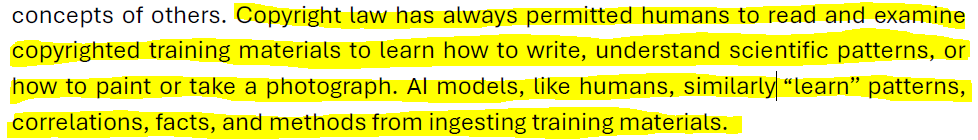 concepts of others. Copyright law has always permitted humans to read and examine
copyrighted training materials to learn how to write, understand scientific patterns, or
how to paint or take a photograph. AI models, like humans, similarly “learn” patterns,
correlations, facts, and methods from ingesting training materials.